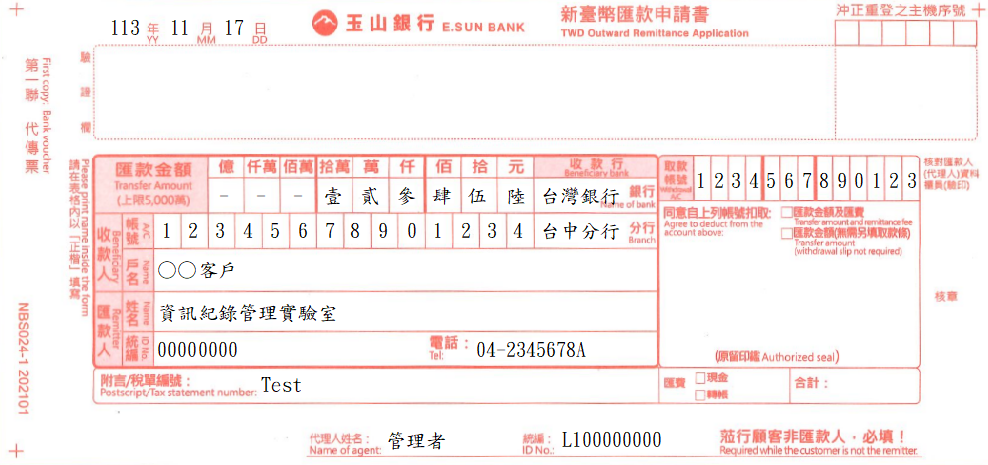 113 年 11 月 17 日
YY MM DD
玉山銀行 E.SUN BANK
新臺幣匯款申請書
TWD Outward Remittance Application
沖正重登之主機序號
驗證欄
First copy: Bank voucher
第一聯 代傳票
Please print name inside the form
請在表格內以「正楷」填寫
NBS024-1 202101
匯款金額
Transfer Amount
(上限5,000萬)
億 仟萬 佰萬 拾萬 萬 仟 佰 拾 元
- - - 壹 貳 參 肆 伍 陸
收款行
Beneficiary bank
台灣銀行 銀行
Name of bank
台中分行 分行
Branch
收款人
Beneficiary
帳號
A/C
1 2 3 4 5 6 7 8 9 0 1 2 3 4
戶名
Name
○○客戶
匯款人
Remitter
姓名
Name
資訊紀錄管理實驗室
統編
ID No.
00000000
電話：
Tel:
04-2345678A
附言/稅單編號：
Postscript/Tax statement number:
Test
取款帳號
Withdrawal A/C
1 2 3 4 5 6 7 8 9 0 1 2 3
同意自上列帳號扣取:
Agree to deduct from the account above:
□匯款金額及匯費
Transfer amount and remittance fee
□匯款金額(無需另填取款條)
Transfer amount
(withdrawal slip not required)
(原留印鑑 Authorized seal)
匯費
□現金
□轉帳
合計：
核對匯款人
(代理人)資料
櫃員(驗印)
核章
代理人姓名：
Name of agent:
管理者
統編：
ID No.:
L100000000
蒞行顧客非匯款人，必填！
Required while the customer is not the remitter.